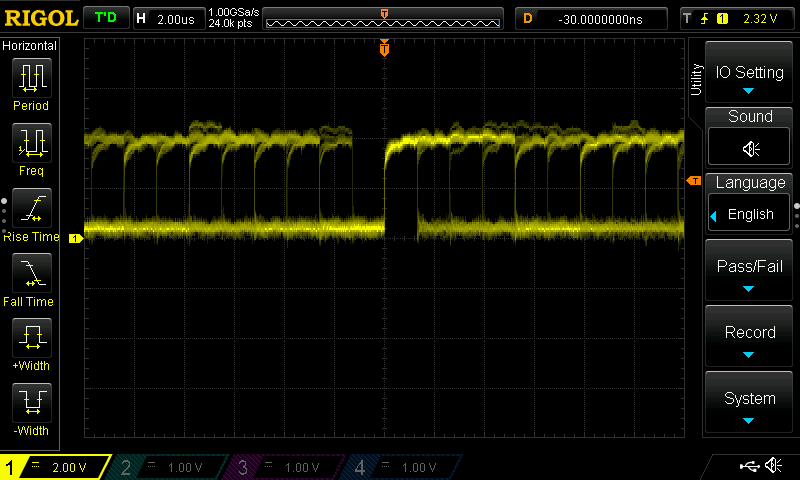 RIGOL T'D H 2.00us 1.00GSa/s 24.0k pts T D -30.0000000ns T 1 2.32 V
Horizontal
Period
Freq
Rise Time
Fall Time
+Width
-Width
T
T
1
Utility
IO Setting
Sound
Language
English
Pass/Fail
Record
System
1 2.00 V 2 1.00 V 3 1.00 V 4 1.00 V